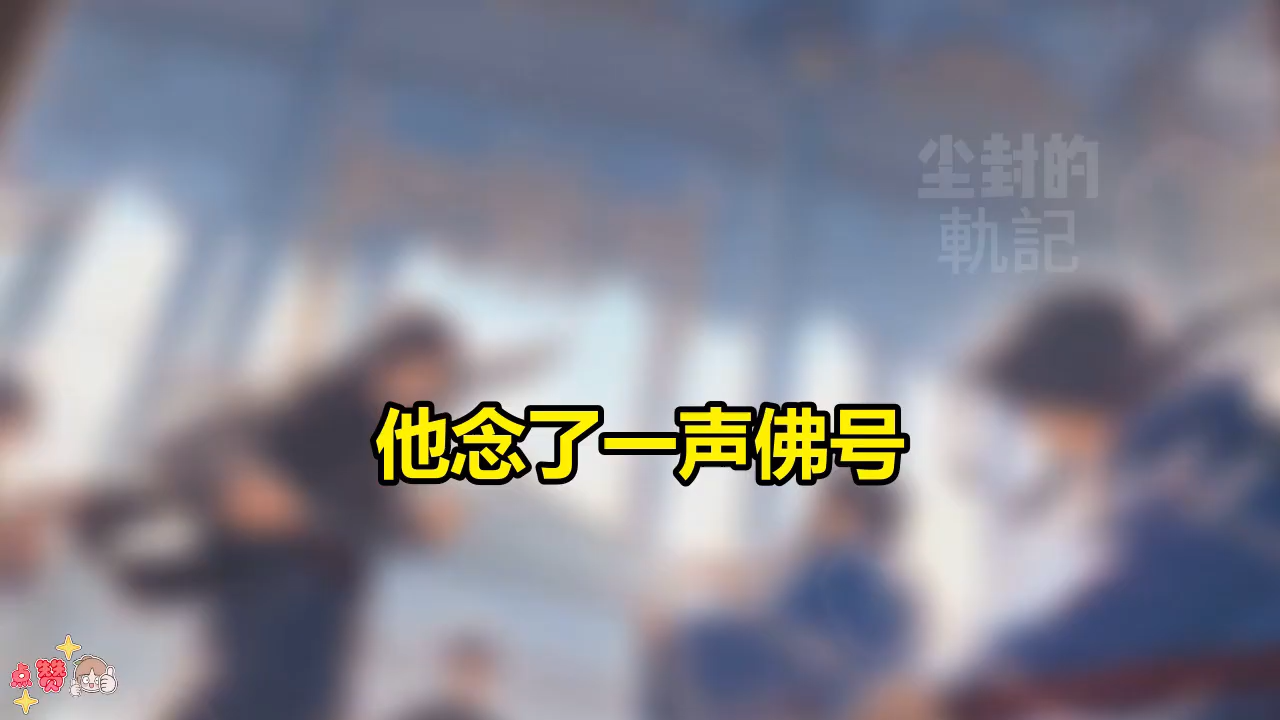 尘封的
軌記
他念了一声佛号
点赞